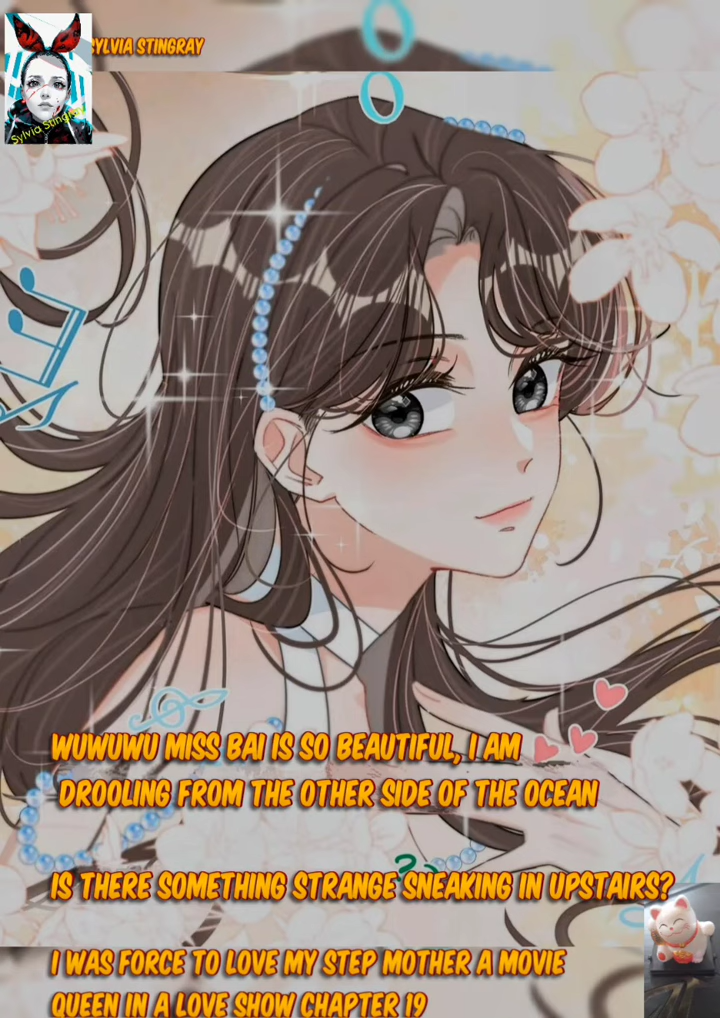 SYLVIA STINGRAY
Sylvia Stingray
WUWUWU MISS BAI IS SO BEAUTIFUL, I AM
DROOLING FROM THE OTHER SIDE OF THE OCEAN
IS THERE SOMETHING STRANGE SNEAKING IN UPSTAIRS?
I WAS FORCE TO LOVE MY STEP MOTHER A MOVIE
QUEEN IN A LOVE SHOW CHAPTER 19